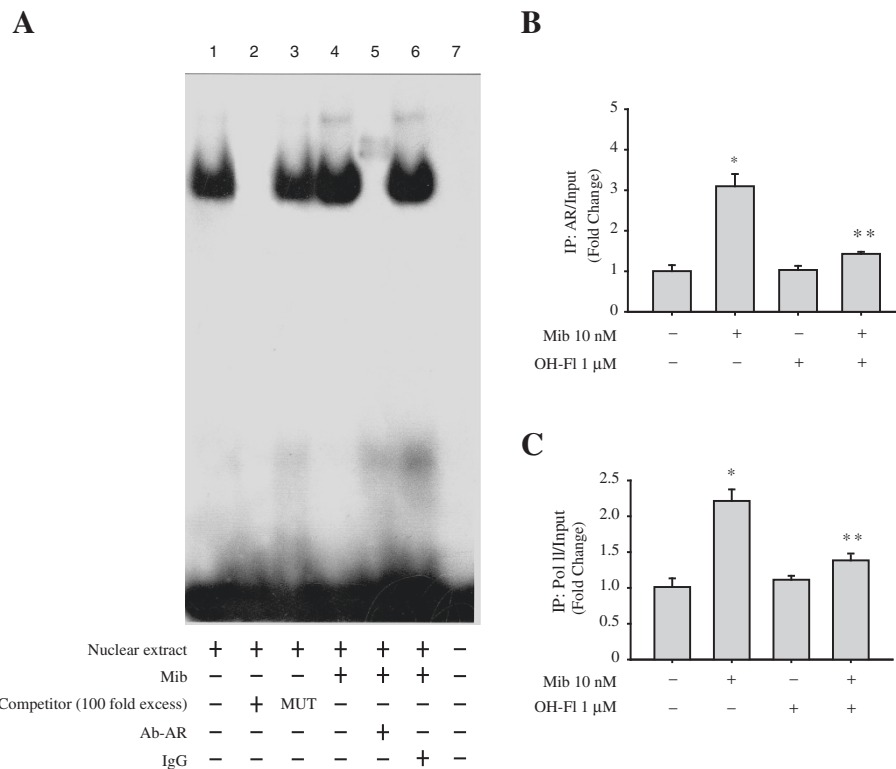 A
1 2 3 4 5 6 7
Nuclear extract + + + + + + −
Mib − − − + + + −
Competitor (100 fold excess) − + MUT − − − −
Ab-AR − − − − + − −
IgG − − − − − + −
B
IP: AR/Input
(Fold Change)
5
4
3
2
1
0
*
**
Mib 10 nM − + − +
OH-Fl 1 μM − − + +
C
IP: Pol II/Input
(Fold Change)
2.5
2.0
1.5
1.0
0.5
0
*
**
Mib 10 nM − + − +
OH-Fl 1 μM − − + +